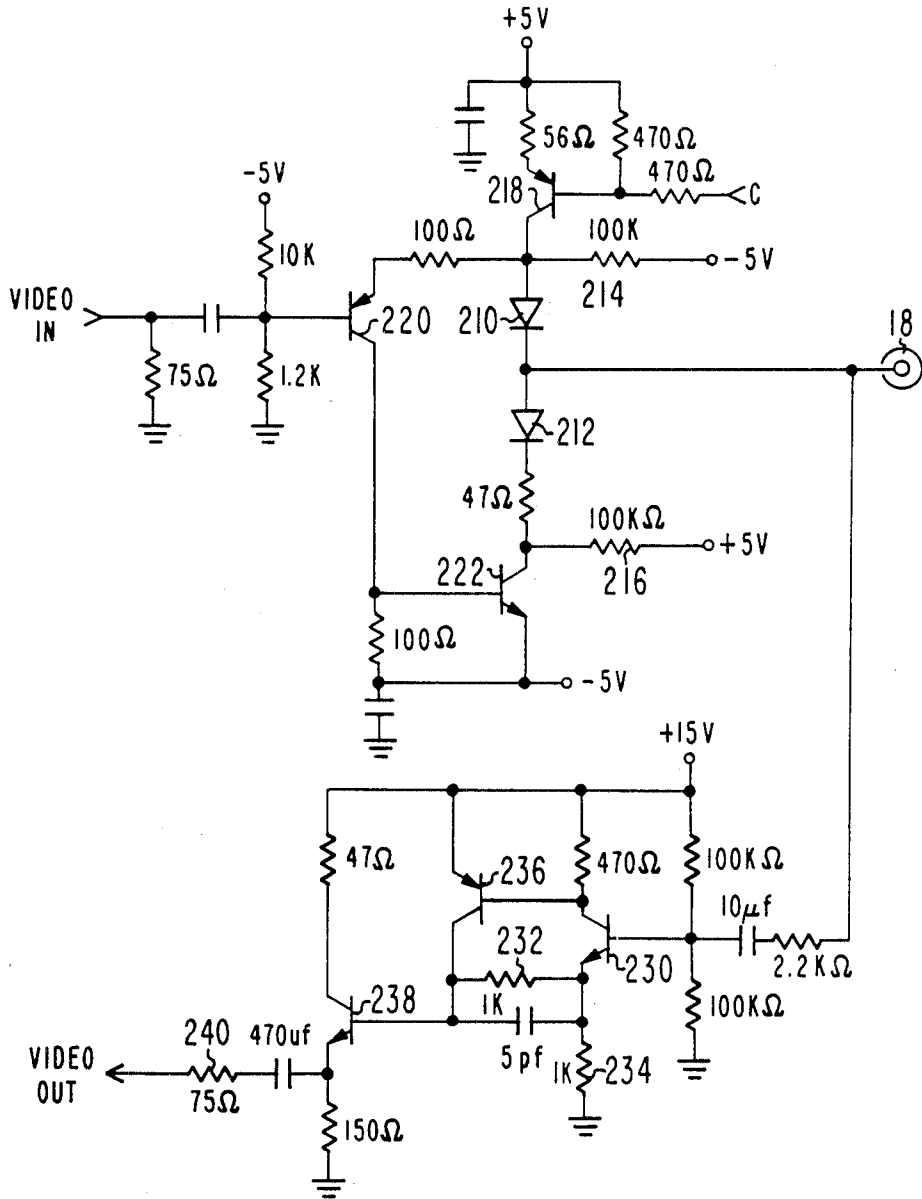 +5V
56Ω
470Ω
470Ω
C
218
-5V
10K
100Ω
100K
-5V
214
VIDEO
IN
75Ω
1.2K
220
210
18
212
47Ω
100KΩ
+5V
216
222
100Ω
-5V
+15V
47Ω
236
470Ω
100KΩ
10μf
2.2KΩ
232
1K
230
100KΩ
238
5pf
1K
234
VIDEO
OUT
240
75Ω
470uf
150Ω